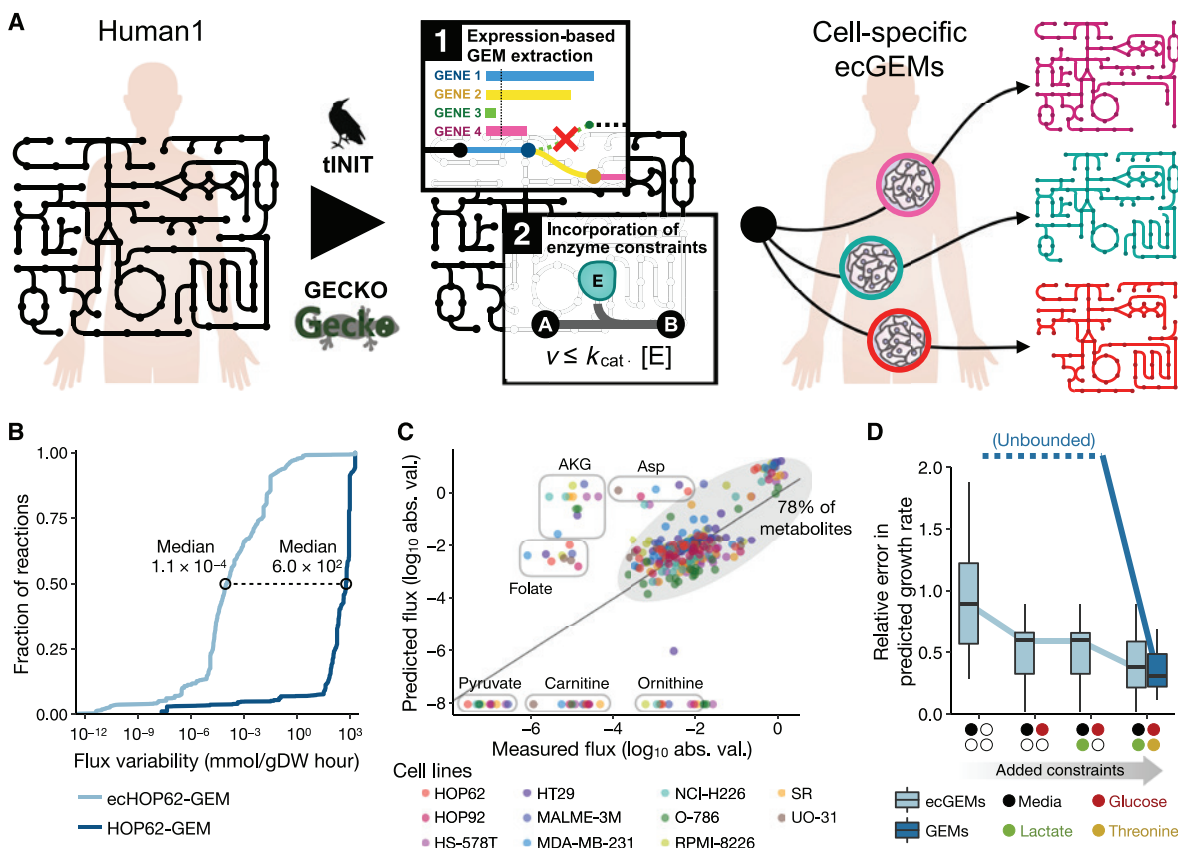 A
Human1
tINIT
GECKO
Gecko
1
Expression-based
GEM extraction
GENE 1
GENE 2
GENE 3
GENE 4
2
Incorporation of
enzyme constraints
E
A
B
v ≤ kcat · [E]
Cell-specific
ecGEMs
B
Fraction of reactions
1.00
0.75
0.50
0.25
0.00
Median
1.1 × 10⁻⁴
Median
6.0 × 10²
10⁻¹² 10⁻⁹ 10⁻⁶ 10⁻³ 10⁰ 10³
Flux variability (mmol/gDW hour)
ecHOP62-GEM
HOP62-GEM
C
Predicted flux (log₁₀ abs. val.)
0
−2
−4
−6
−8
AKG
Asp
78% of
metabolites
Folate
Pyruvate
Carnitine
Ornithine
−6 −4 −2 0
Measured flux (log₁₀ abs. val.)
Cell lines
HOP62 HT29 NCI-H226 SR
HOP92 MALME-3M O-786 UO-31
HS-578T MDA-MB-231 RPMI-8226
D
(Unbounded)
Relative error in
predicted growth rate
2.0
1.5
1.0
0.5
0.0
Added constraints
ecGEMs Media Glucose
GEMs Lactate Threonine